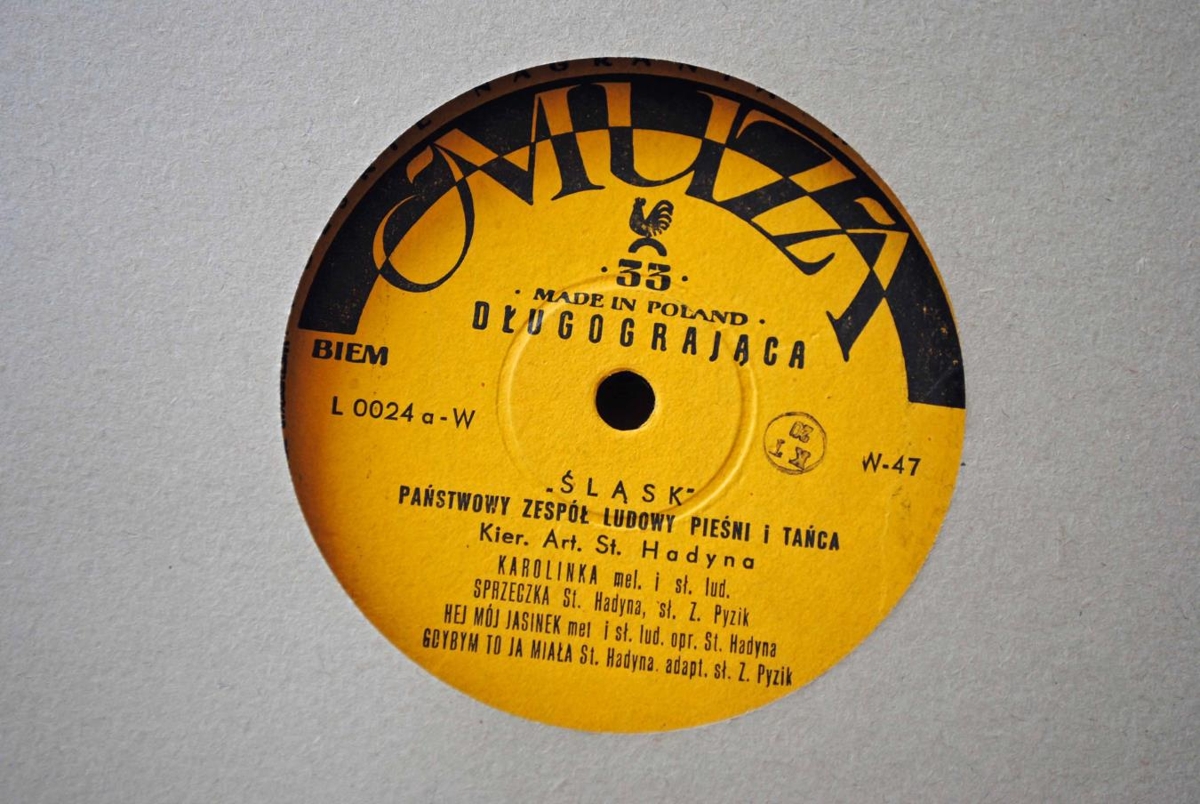 NAGRANIA
MUZA
33
· MADE IN POLAND ·
DŁUGOGRAJĄCA
BIEM
L 0024 a - W
W-47
„ŚLĄSK"
PAŃSTWOWY ZESPÓŁ LUDOWY PIEŚNI i TAŃCA
Kier. Art. St. Hadyna
KAROLINKA mel. i sł. lud.
SPRZECZKA St. Hadyna, sł. Z. Pyzik
HEJ MÓJ JASINEK mel i sł. lud. opr. St. Hadyna
GDYBYM TO JA MIAŁA St. Hadyna. adapt. sł. Z. Pyzik